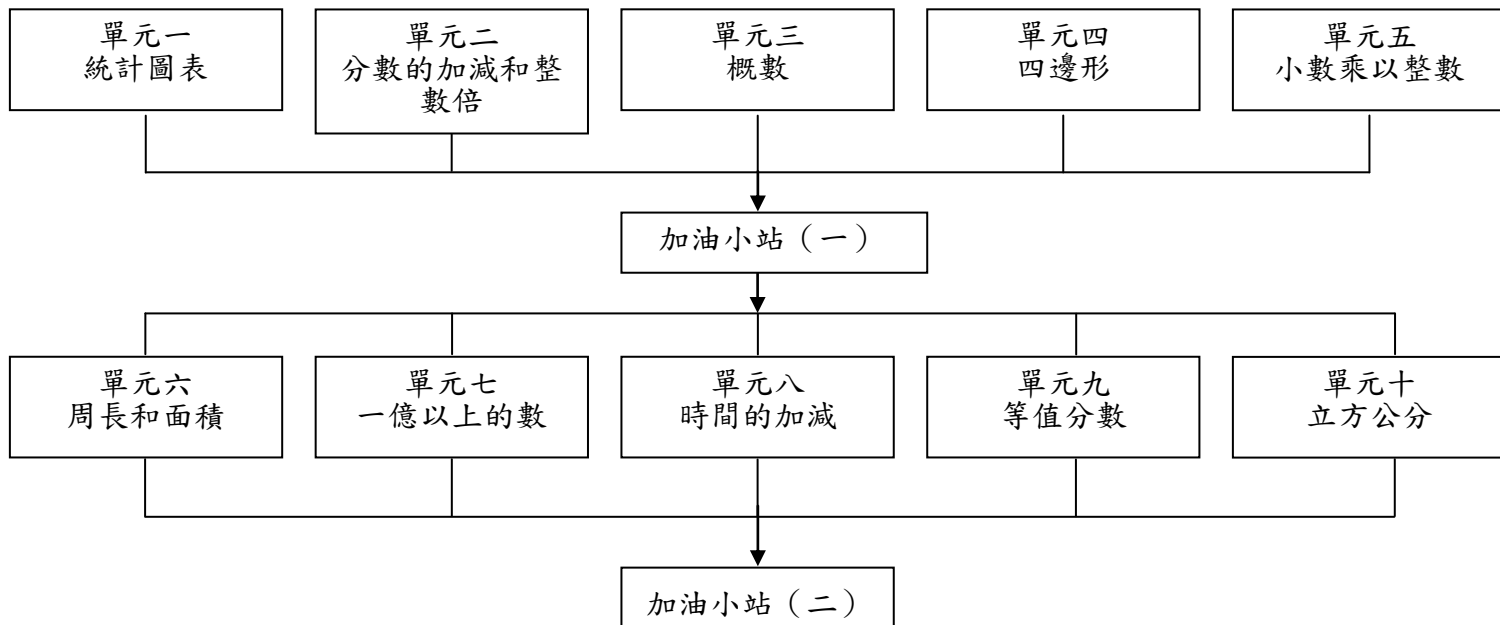 單元一
統計圖表
單元二
分數的加減和整
數倍
單元三
概數
單元四
四邊形
單元五
小數乘以整數
加油小站（一）
單元六
周長和面積
單元七
一億以上的數
單元八
時間的加減
單元九
等值分數
單元十
立方公分
加油小站（二）